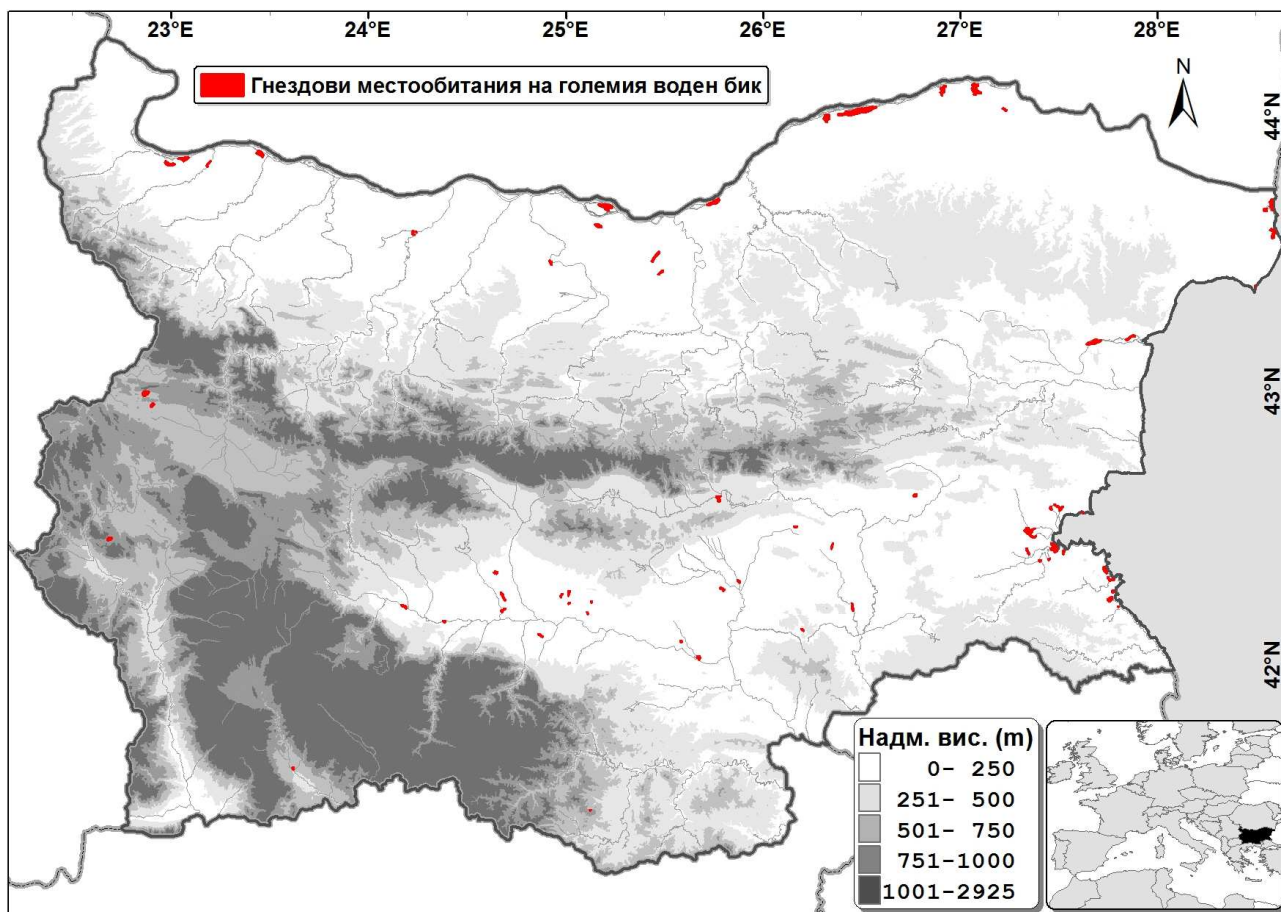 23°E 24°E 25°E 26°E 27°E 28°E
Гнездови местообитания на големия воден бик
N
44°N
43°N
42°N
Надм. вис. (m)
0- 250
251- 500
501- 750
751-1000
1001-2925